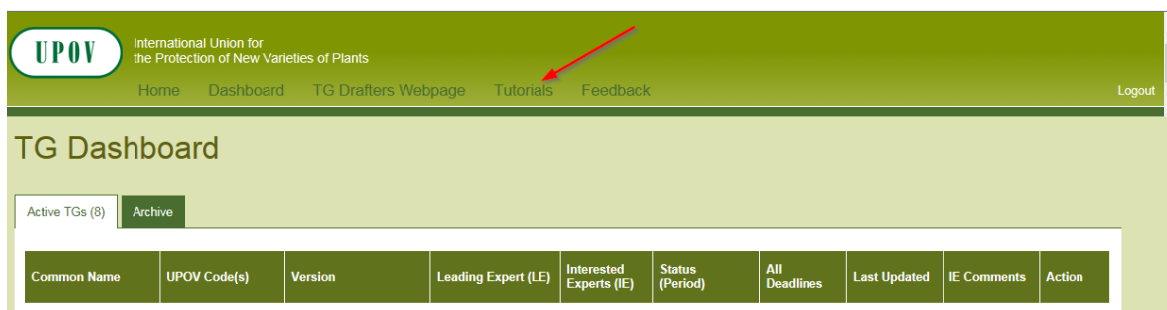 UPOV
International Union for
the Protection of New Varieties of Plants
Home Dashboard TG Drafters Webpage Tutorials Feedback
Logout
TG Dashboard
Active TGs (8) Archive
Common Name UPOV Code(s) Version Leading Expert (LE) Interested Experts (IE) Status (Period) All Deadlines Last Updated IE Comments Action